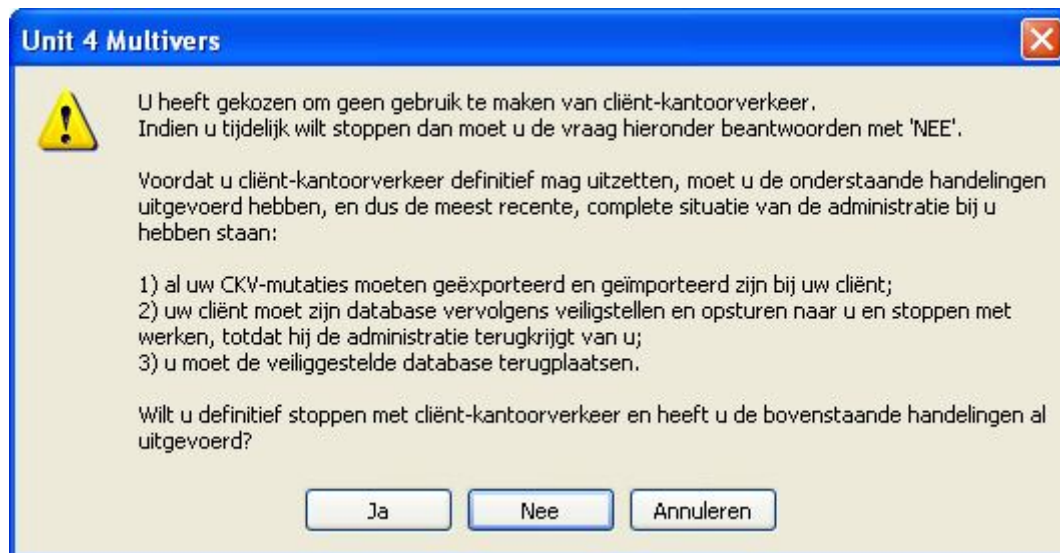 Unit 4 Multivers
U heeft gekozen om geen gebruik te maken van cliënt-kantoorverkeer.
Indien u tijdelijk wilt stoppen dan moet u de vraag hieronder beantwoorden met 'NEE'.
Voordat u cliënt-kantoorverkeer definitief mag uitzetten, moet u de onderstaande handelingen
uitgevoerd hebben, en dus de meest recente, complete situatie van de administratie bij u
hebben staan:
1) al uw CKV-mutaties moeten geëxporteerd en geïmporteerd zijn bij uw cliënt;
2) uw cliënt moet zijn database vervolgens veiligstellen en opsturen naar u en stoppen met
werken, totdat hij de administratie terugkrijgt van u;
3) u moet de veiliggestelde database terugplaatsen.
Wilt u definitief stoppen met cliënt-kantoorverkeer en heeft u de bovenstaande handelingen al
uitgevoerd?
Ja Nee Annuleren